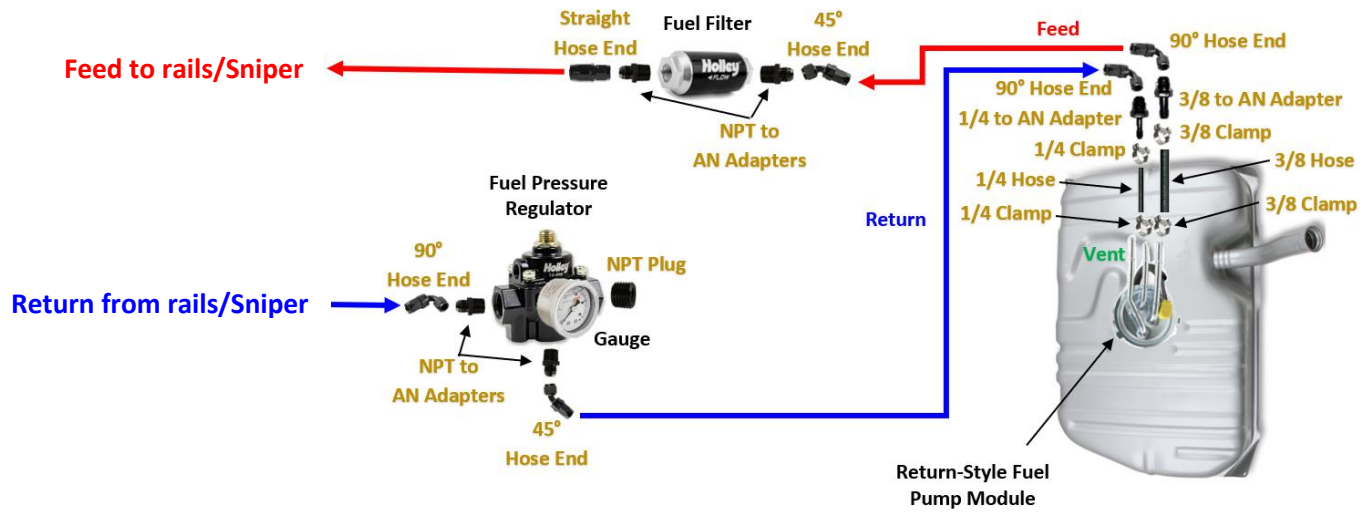 Straight
Hose End
Fuel Filter
45°
Hose End
Feed
90° Hose End
Feed to rails/Sniper
Holley
FLOW
90° Hose End
3/8 to AN Adapter
1/4 to AN Adapter
NPT to
AN Adapters
3/8 Clamp
1/4 Clamp
3/8 Hose
1/4 Hose
Fuel Pressure
Regulator
Return
1/4 Clamp
3/8 Clamp
90°
Hose End
Holley
NPT Plug
Vent
Return from rails/Sniper
Gauge
NPT to
AN Adapters
45°
Hose End
Return-Style Fuel
Pump Module